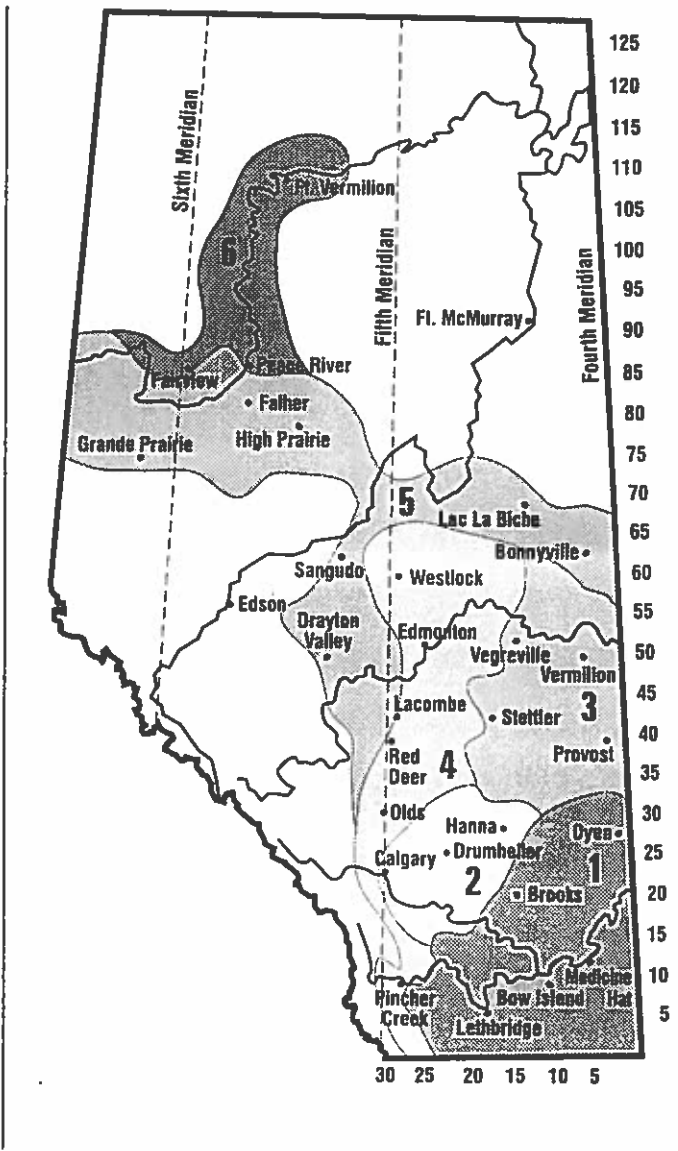 125
120
115
110
105
100
95
90
85
80
75
70
65
60
55
50
45
40
35
30
25
20
15
10
5
Sixth Meridian
Fifth Meridian
Fourth Meridian
Ft. Vermilion
6
Ft. McMurray
Peace River
Fairview
Falher
High Prairie
Grande Prairie
5
Lac La Biche
Bonnyville
Sangudo
Westlock
Edson
Drayton
Valley
Edmonton
Vegreville
Vermilion
3
Lacombe
Stettler
Provost
Red
Deer
4
Olds
Hanna
Oyen
Calgary
Drumheller
1
2
Brooks
Medicine
Hat
Pincher
Creek
Bow Island
Lethbridge
30 25 20 15 10 5